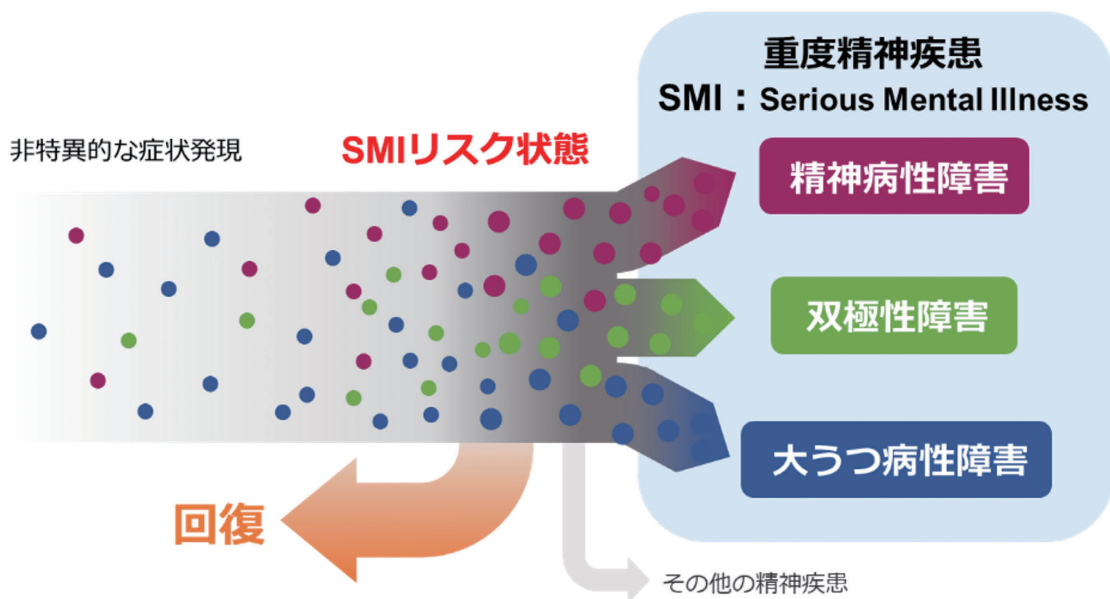 重度精神疾患
SMI：Serious Mental Illness
非特異的な症状発現
SMIリスク状態
精神病性障害
双極性障害
大うつ病性障害
回復
その他の精神疾患